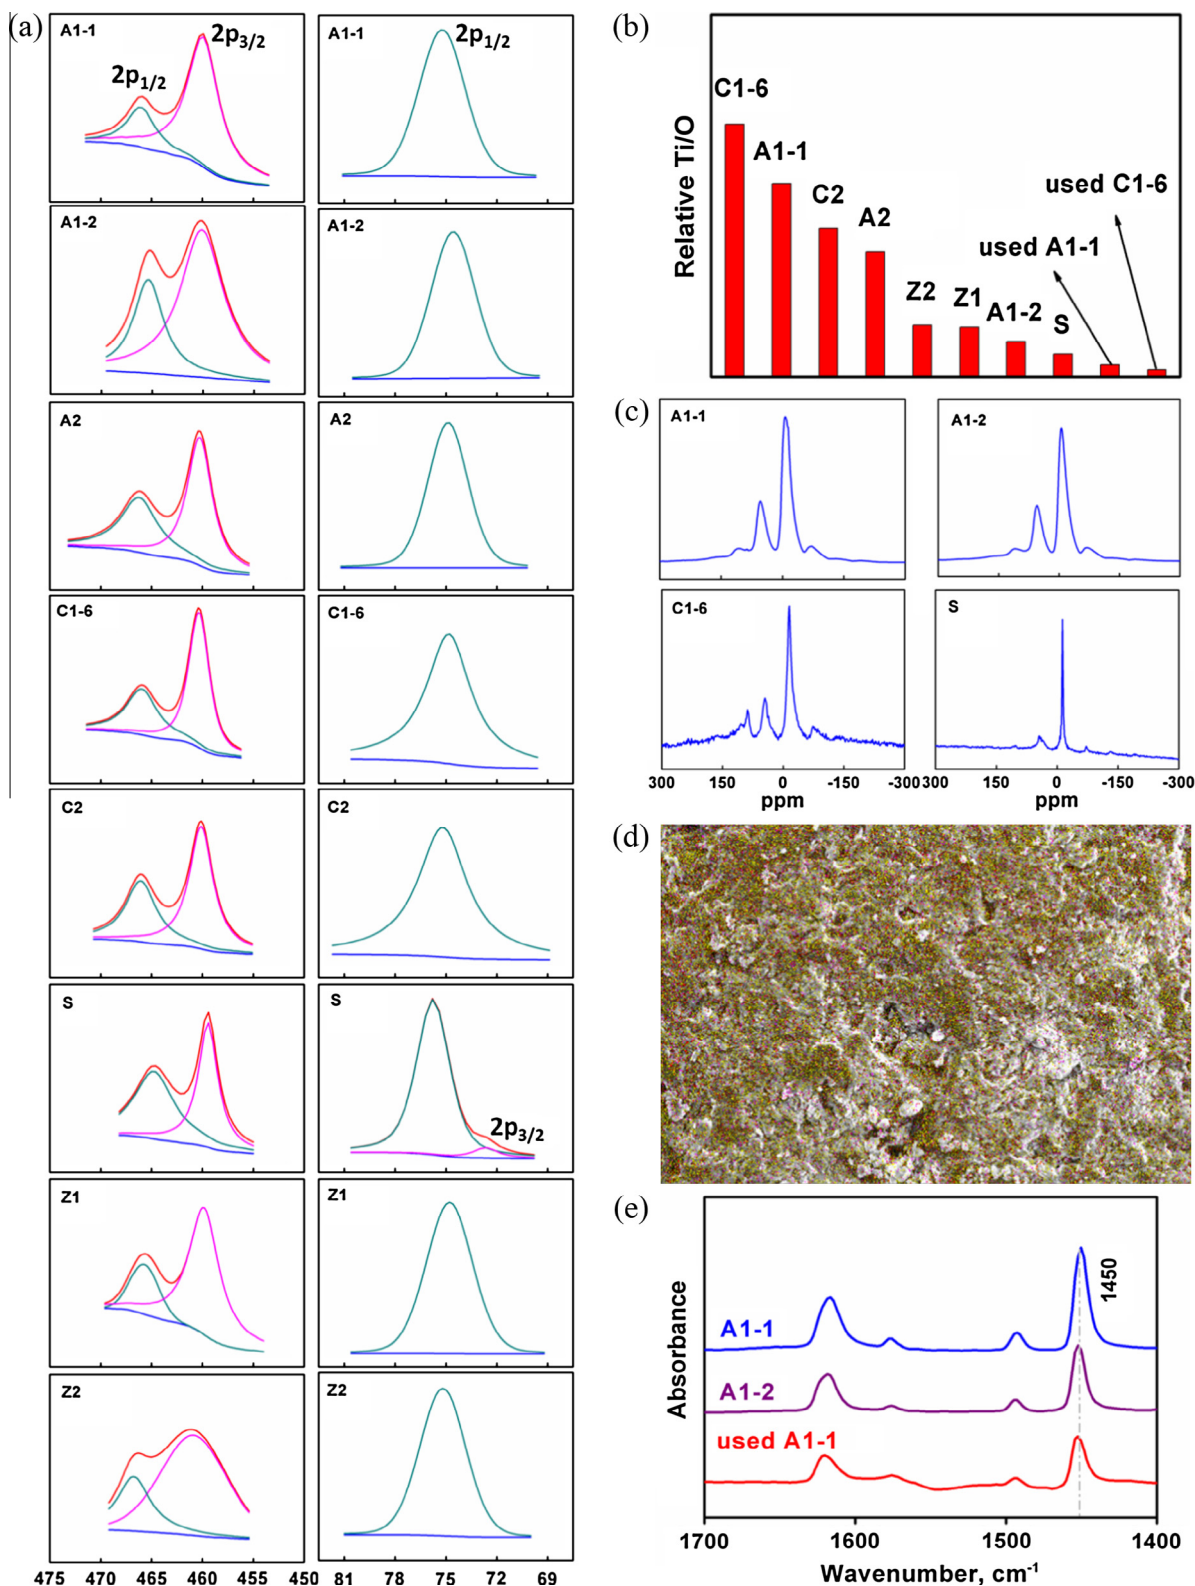 (a)
A1-1
2p3/2
2p1/2
A1-1
2p1/2
A1-2
A1-2
A2
A2
C1-6
C1-6
C2
C2
S
S
2p3/2
Z1
Z1
Z2
Z2
475 470 465 460 455 450
81 78 75 72 69
(b)
Relative Ti/O
C1-6
A1-1
C2
A2
Z2
Z1
A1-2
S
used A1-1
used C1-6
(c)
A1-1
A1-2
C1-6
S
300 150 0 -150 -300
ppm
300 150 0 -150 -300
ppm
(d)
(e)
Absorbance
1450
A1-1
A1-2
used A1-1
1700 1600 1500 1400
Wavenumber, cm-1